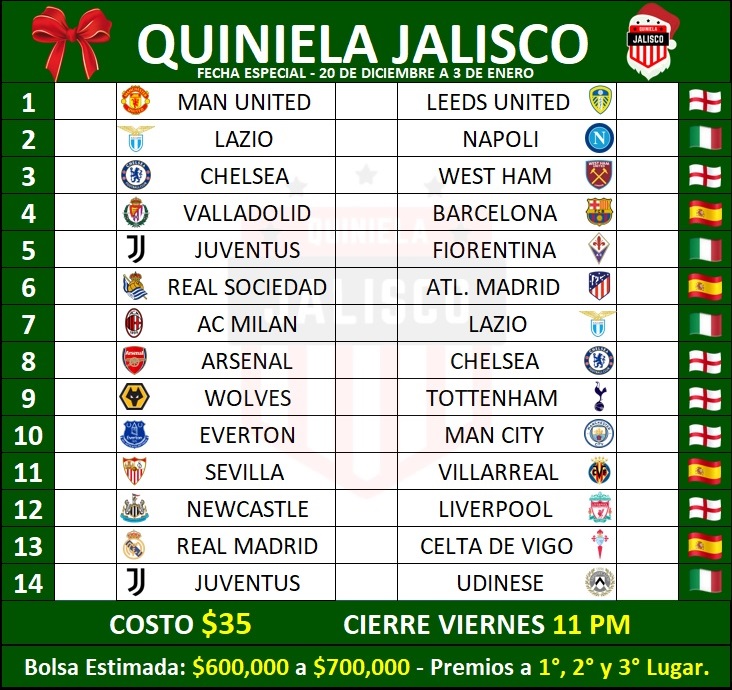 QUINIELA JALISCO
FECHA ESPECIAL - 20 DE DICIEMBRE A 3 DE ENERO
QUINIELA
JALISCO
1 MAN UNITED LEEDS UNITED
2 LAZIO NAPOLI
3 CHELSEA WEST HAM
4 VALLADOLID BARCELONA
5 JUVENTUS FIORENTINA
6 REAL SOCIEDAD ATL. MADRID
7 AC MILAN LAZIO
8 ARSENAL CHELSEA
9 WOLVES TOTTENHAM
10 EVERTON MAN CITY
11 SEVILLA VILLARREAL
12 NEWCASTLE LIVERPOOL
13 REAL MADRID CELTA DE VIGO
14 JUVENTUS UDINESE
QUINIELA
JALISCO
COSTO $35 CIERRE VIERNES 11 PM
Bolsa Estimada: $600,000 a $700,000 - Premios a 1°, 2° y 3° Lugar.